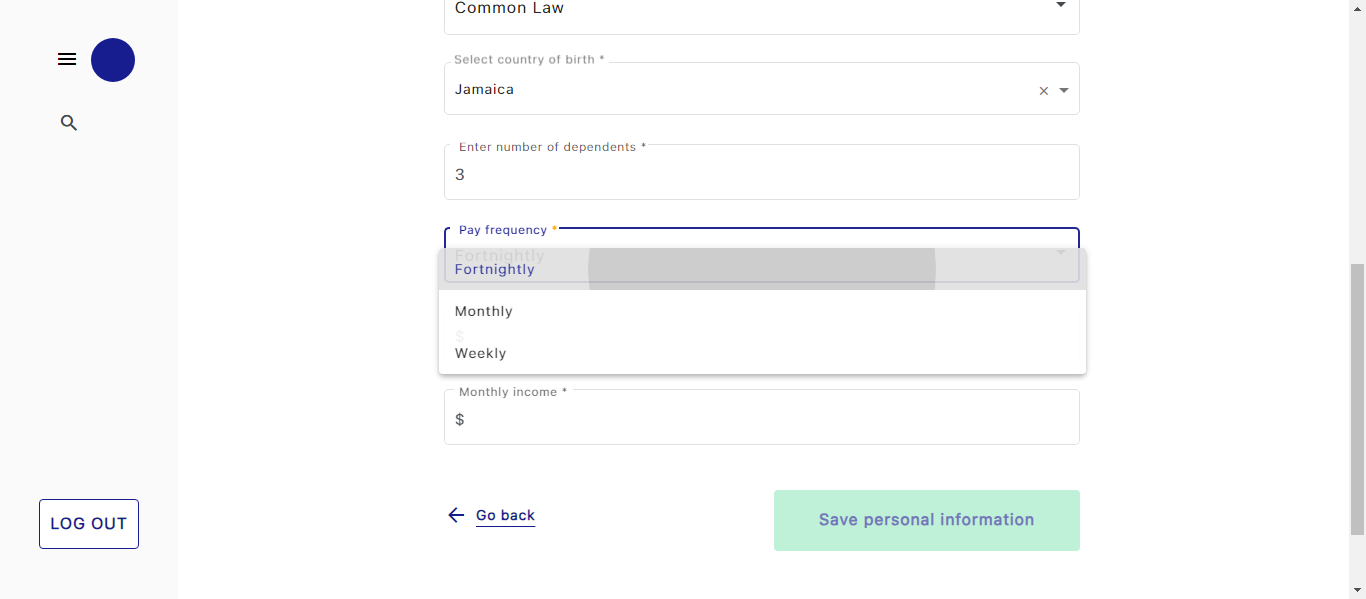 Common Law
Select country of birth *
Jamaica
Enter number of dependents *
3
Pay frequency *
Fortnightly
Fortnightly
Monthly
$
Weekly
Monthly income *
$
Go back
Save personal information
LOG OUT